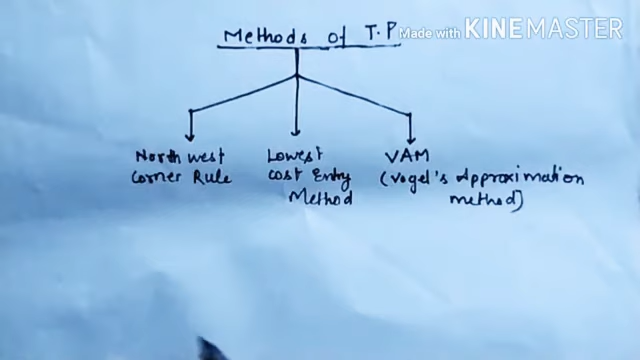 Methods of T.P
Made with KINEMASTER
North west
Corner Rule
Lowest
cost Entry
Method
VAM
(Vogel's Approximation
method)